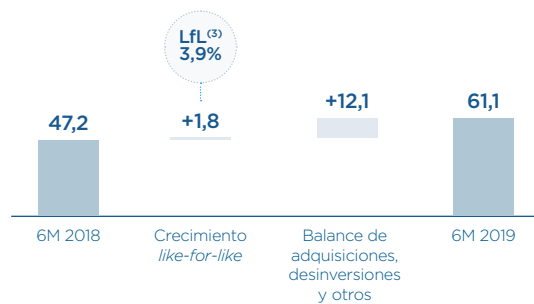 LfL(3)
3,9%
47,2
+1,8
+12,1
61,1
6M 2018
Crecimiento
like-for-like
Balance de
adquisiciones,
desinversiones
y otros
6M 2019